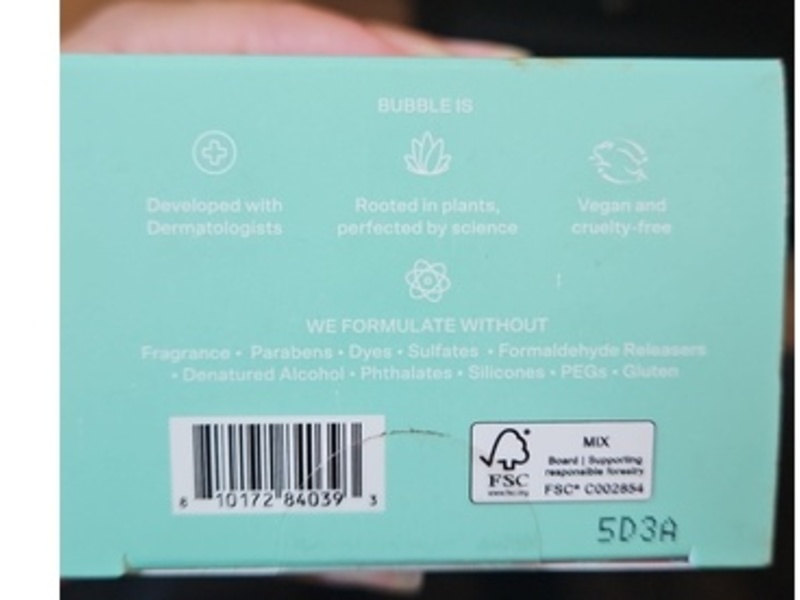 BUBBLE IS
Developed with
Dermatologists
Rooted in plants,
perfected by science
Vegan and
cruelty-free
WE FORMULATE WITHOUT
Fragrance • Parabens • Dyes • Sulfates • Formaldehyde Releasers
• Denatured Alcohol • Phthalates • Silicones • PEGs • Gluten
8 10172 84039 3
FSC
www.fsc.org
MIX
Board | Supporting
responsible forestry
FSC® C002854
5D3A